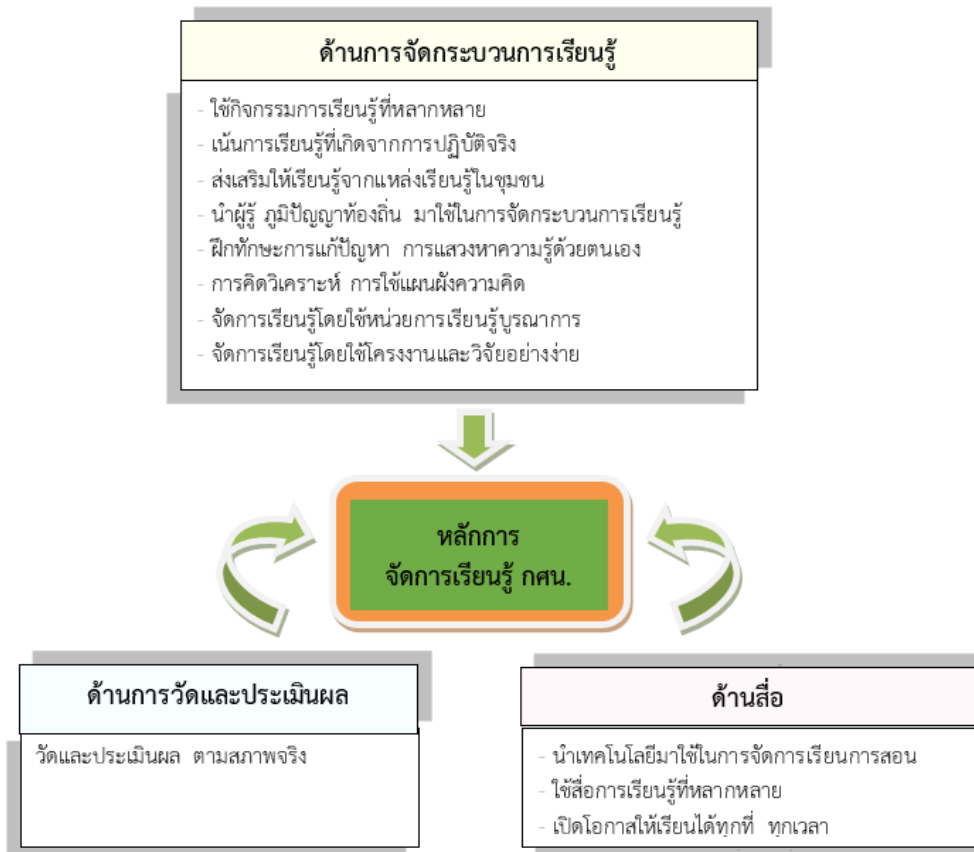 ด้านการจัดกระบวนการเรียนรู้
- ใช้กิจกรรมการเรียนรู้ที่หลากหลาย
- เน้นการเรียนรู้ที่เกิดจากการปฏิบัติจริง
- ส่งเสริมให้เรียนรู้จากแหล่งเรียนรู้ในชุมชน
- นำผู้รู้ ภูมิปัญญาท้องถิ่น มาใช้ในการจัดกระบวนการเรียนรู้
- ฝึกทักษะการแก้ปัญหา การแสวงหาความรู้ด้วยตนเอง
- การคิดวิเคราะห์ การใช้แผนผังความคิด
- จัดการเรียนรู้โดยใช้หน่วยการเรียนรู้บูรณาการ
- จัดการเรียนรู้โดยใช้โครงงานและวิจัยอย่างง่าย
หลักการ
จัดการเรียนรู้ กศน.
ด้านการวัดและประเมินผล
วัดและประเมินผล ตามสภาพจริง
ด้านสื่อ
- นำเทคโนโลยีมาใช้ในการจัดการเรียนการสอน
- ใช้สื่อการเรียนรู้ที่หลากหลาย
- เปิดโอกาสให้เรียนได้ทุกที่ ทุกเวลา